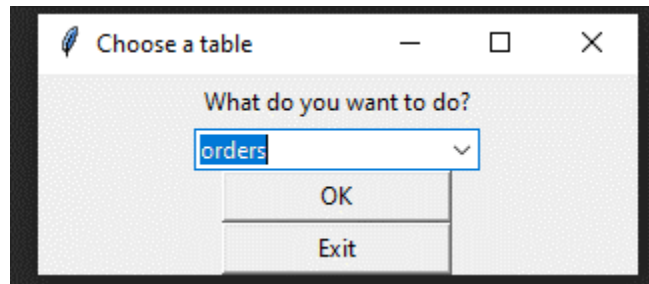 Choose a table
What do you want to do?
orders
OK
Exit